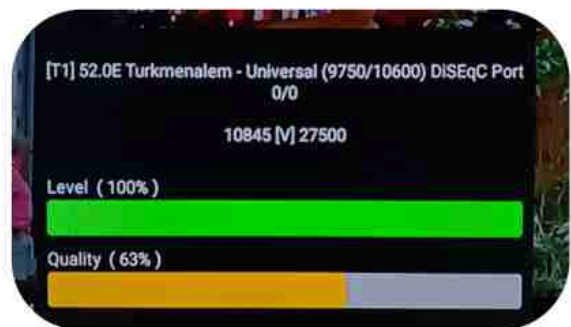 [T1] 52.0E Turkmenalem - Universal (9750/10600) DiSEqC Port
0/0
10845 [V] 27500
Level ( 100% )
Quality ( 63% )